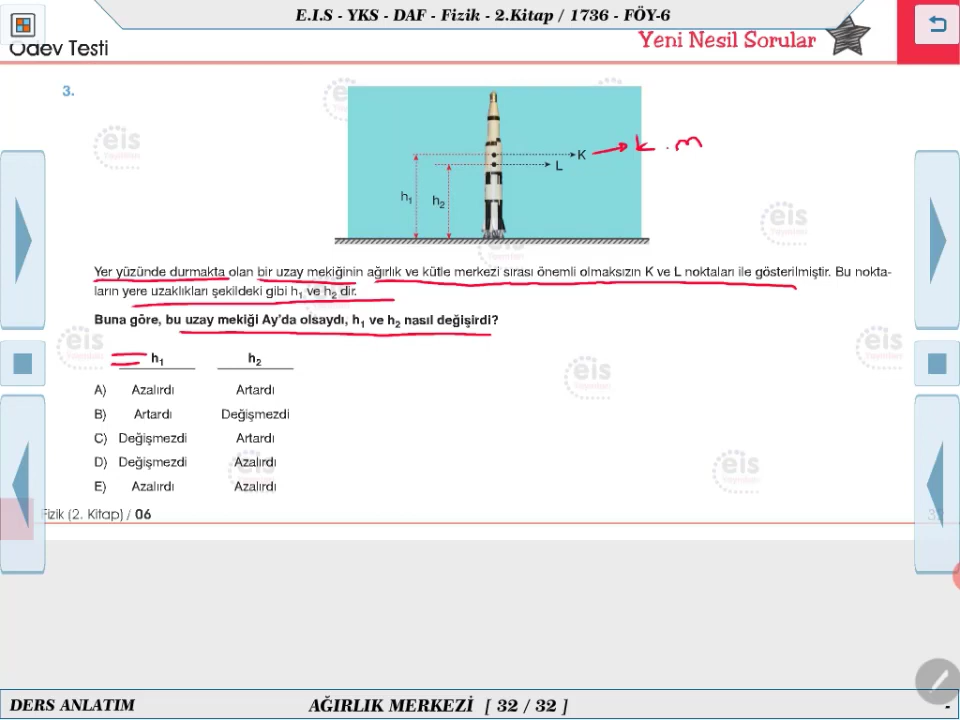 E.I.S - YKS - DAF - Fizik - 2.Kitap / 1736 - FÖY-6
Ödev Testi
Yeni Nesil Sorular
3.
eis
Yayınları
K
k . m
L
h1
h2
Yer yüzünde durmakta olan bir uzay mekiğinin ağırlık ve kütle merkezi sırası önemli olmaksızın K ve L noktaları ile gösterilmiştir. Bu nokta-
ların yere uzaklıkları şekildeki gibi h1 ve h2 dir.
Buna göre, bu uzay mekiği Ay'da olsaydı, h1 ve h2 nasıl değişirdi?
h1 h2
A) Azalırdı Artardı
B) Artardı Değişmezdi
C) Değişmezdi Artardı
D) Değişmezdi Azalırdı
E) Azalırdı Azalırdı
Fizik (2. Kitap) / 06
DERS ANLATIM
AĞIRLIK MERKEZİ [ 32 / 32 ]
-